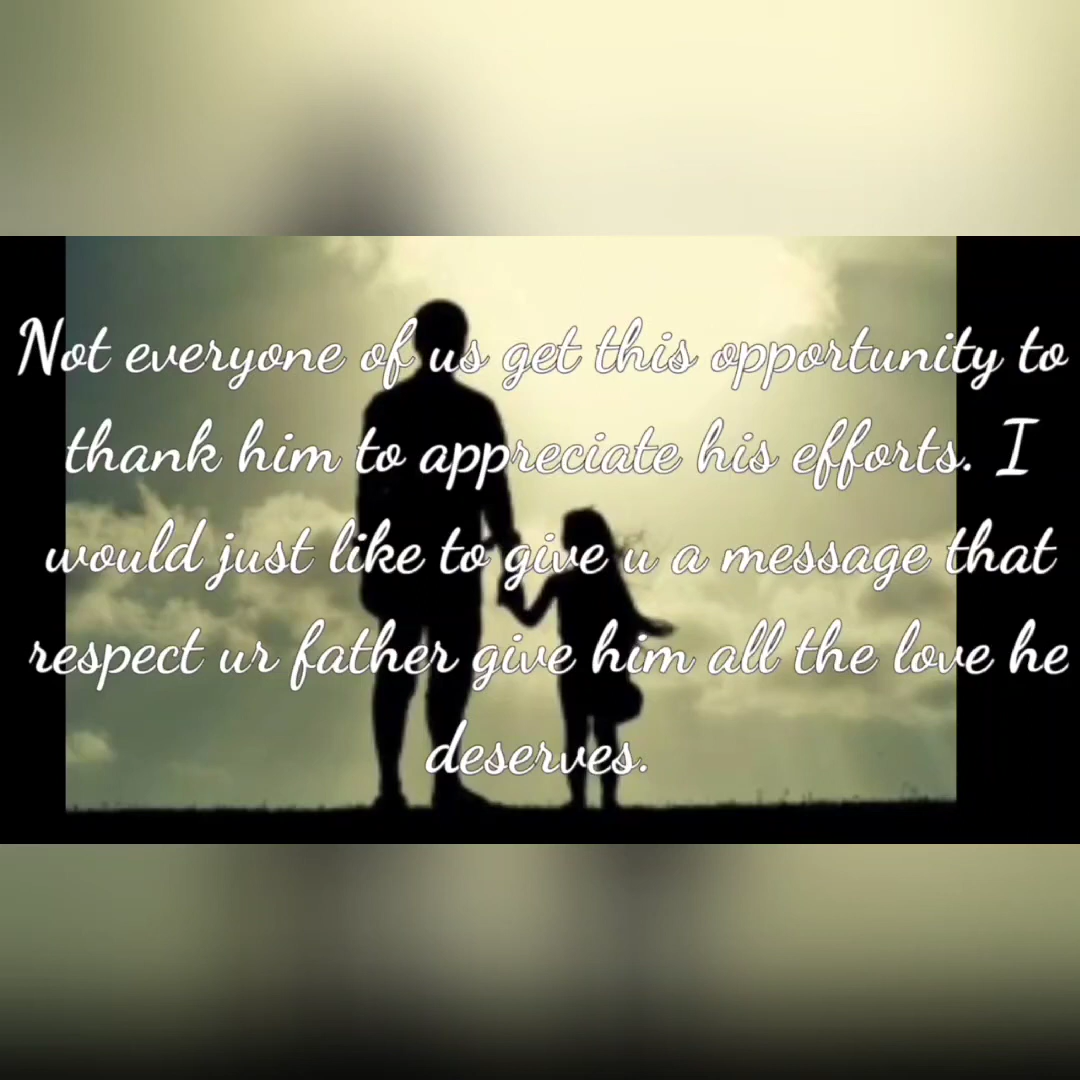 Not everyone of us get this opportunity to
thank him to appreciate his efforts. I
would just like to give u a message that
respect ur father give him all the love he
deserves.